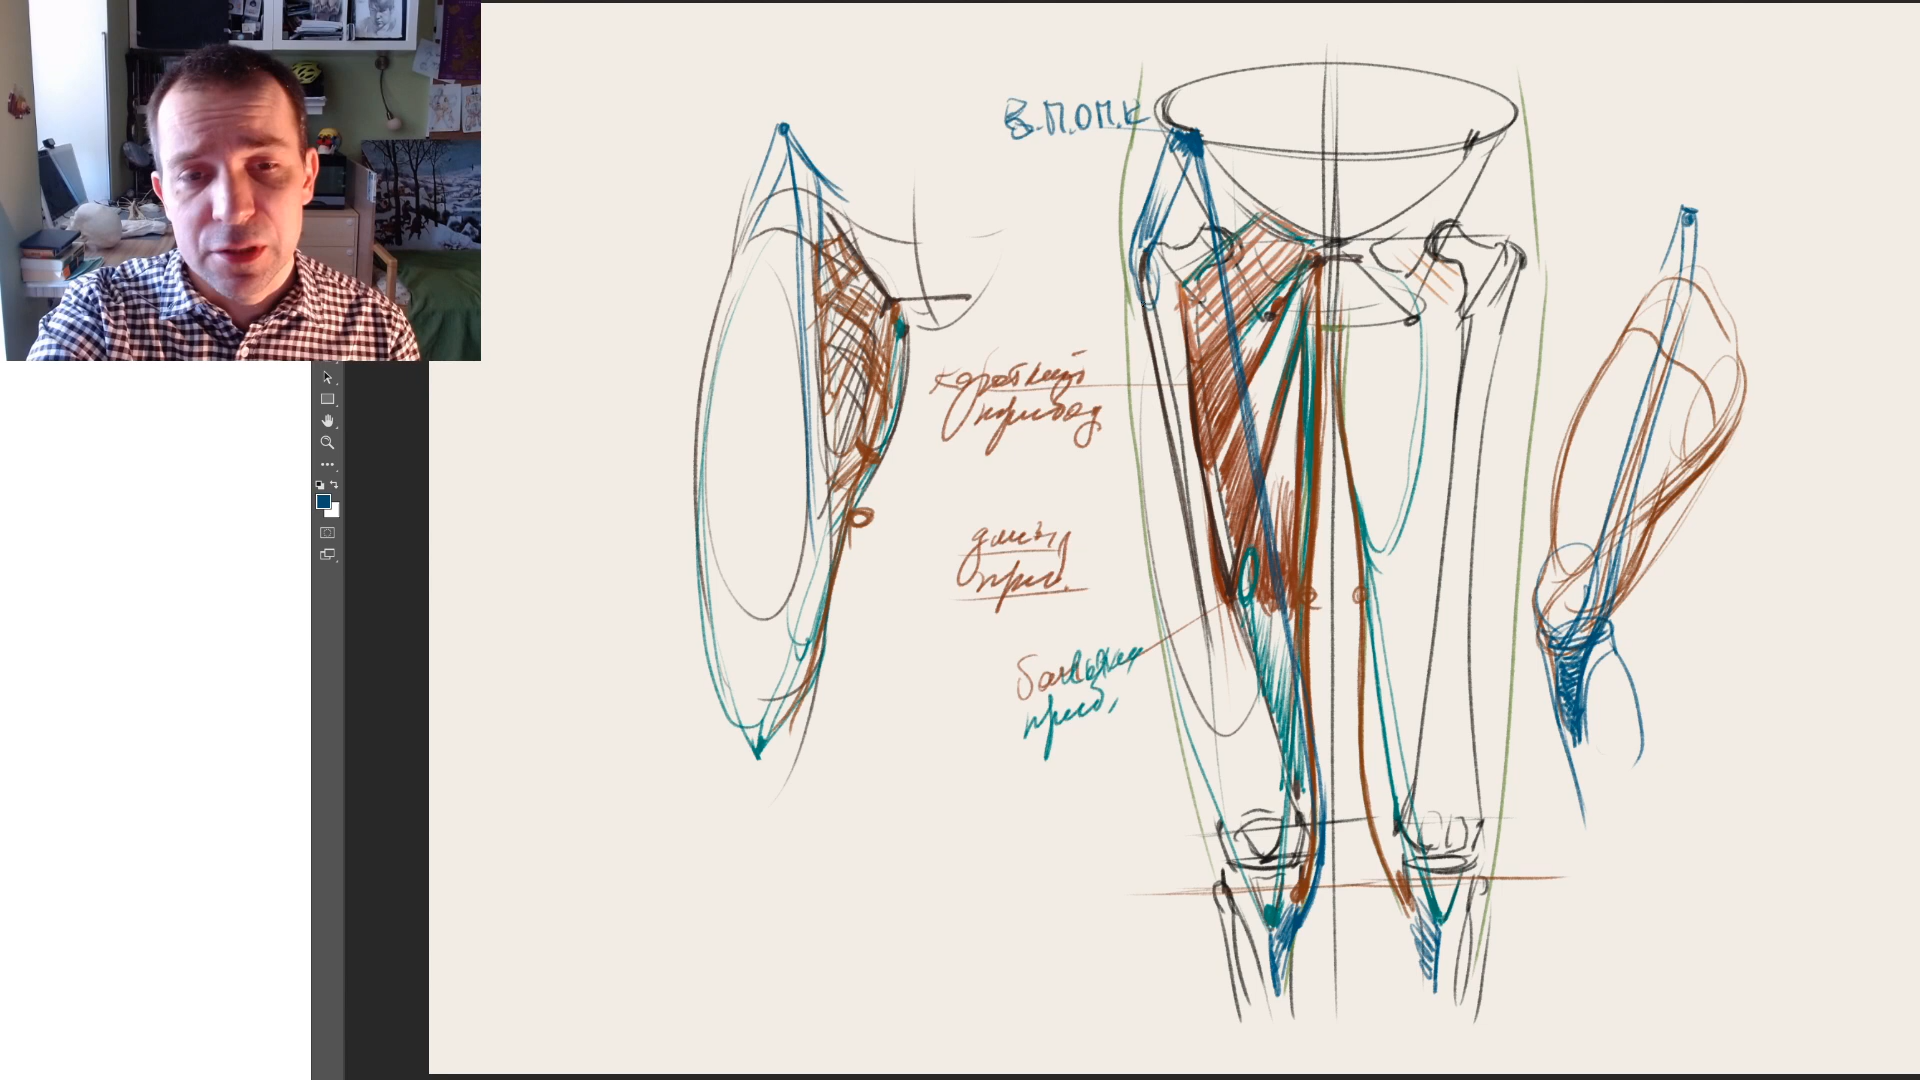 В.П.О.П.К
короткий
привод
длин.
прив.
большая
прив.